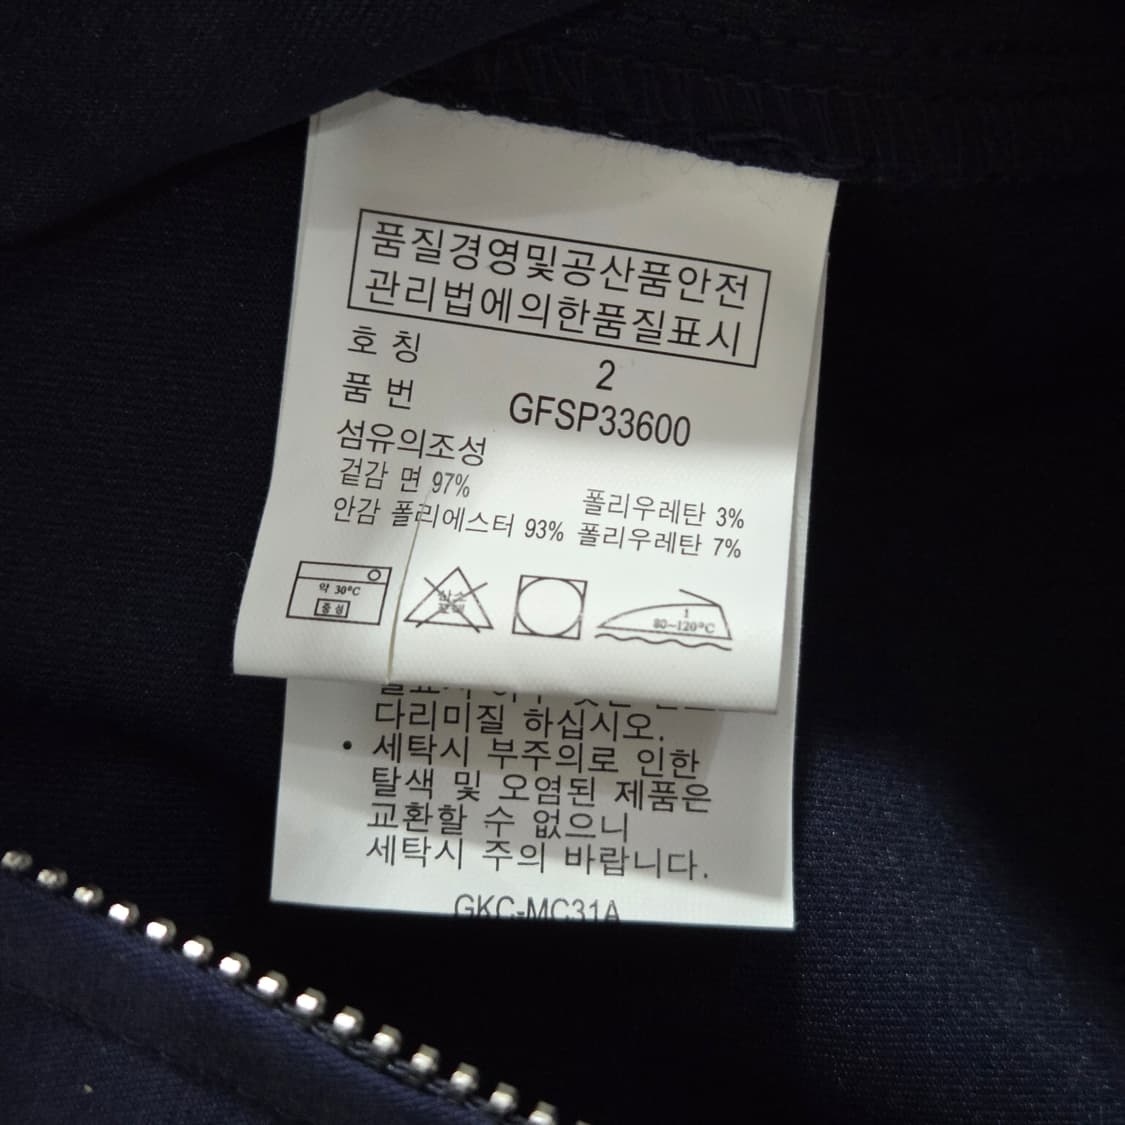 품질경영및공산품안전
관리법에의한품질표시
호 칭 2
품 번 GFSP33600
섬유의조성
겉감 면 97% 폴리우레탄 3%
안감 폴리에스터 93% 폴리우레탄 7%
약 30°C
중성
염소
표백
1
80~120°C
다리미질 하십시오.
• 세탁시 부주의로 인한
탈색 및 오염된 제품은
교환할 수 없으니
세탁시 주의 바랍니다.
GKC-MC31A